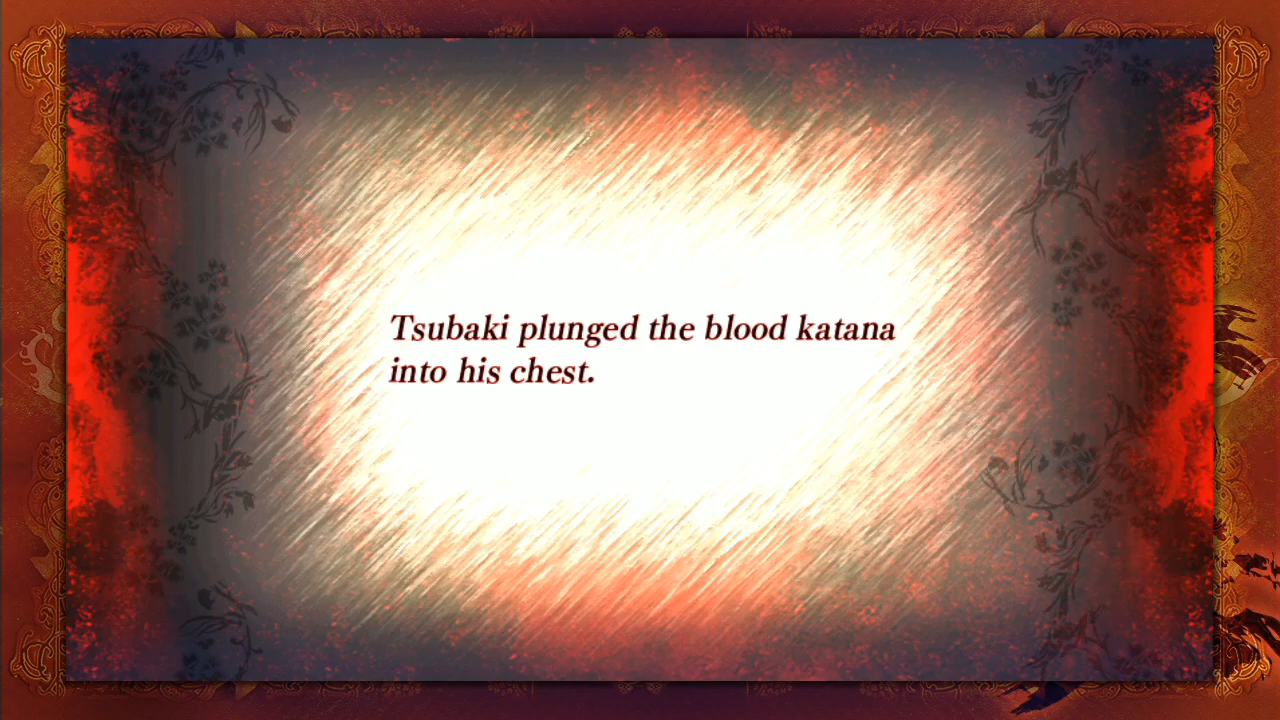 Tsubaki plunged the blood katana
into his chest.